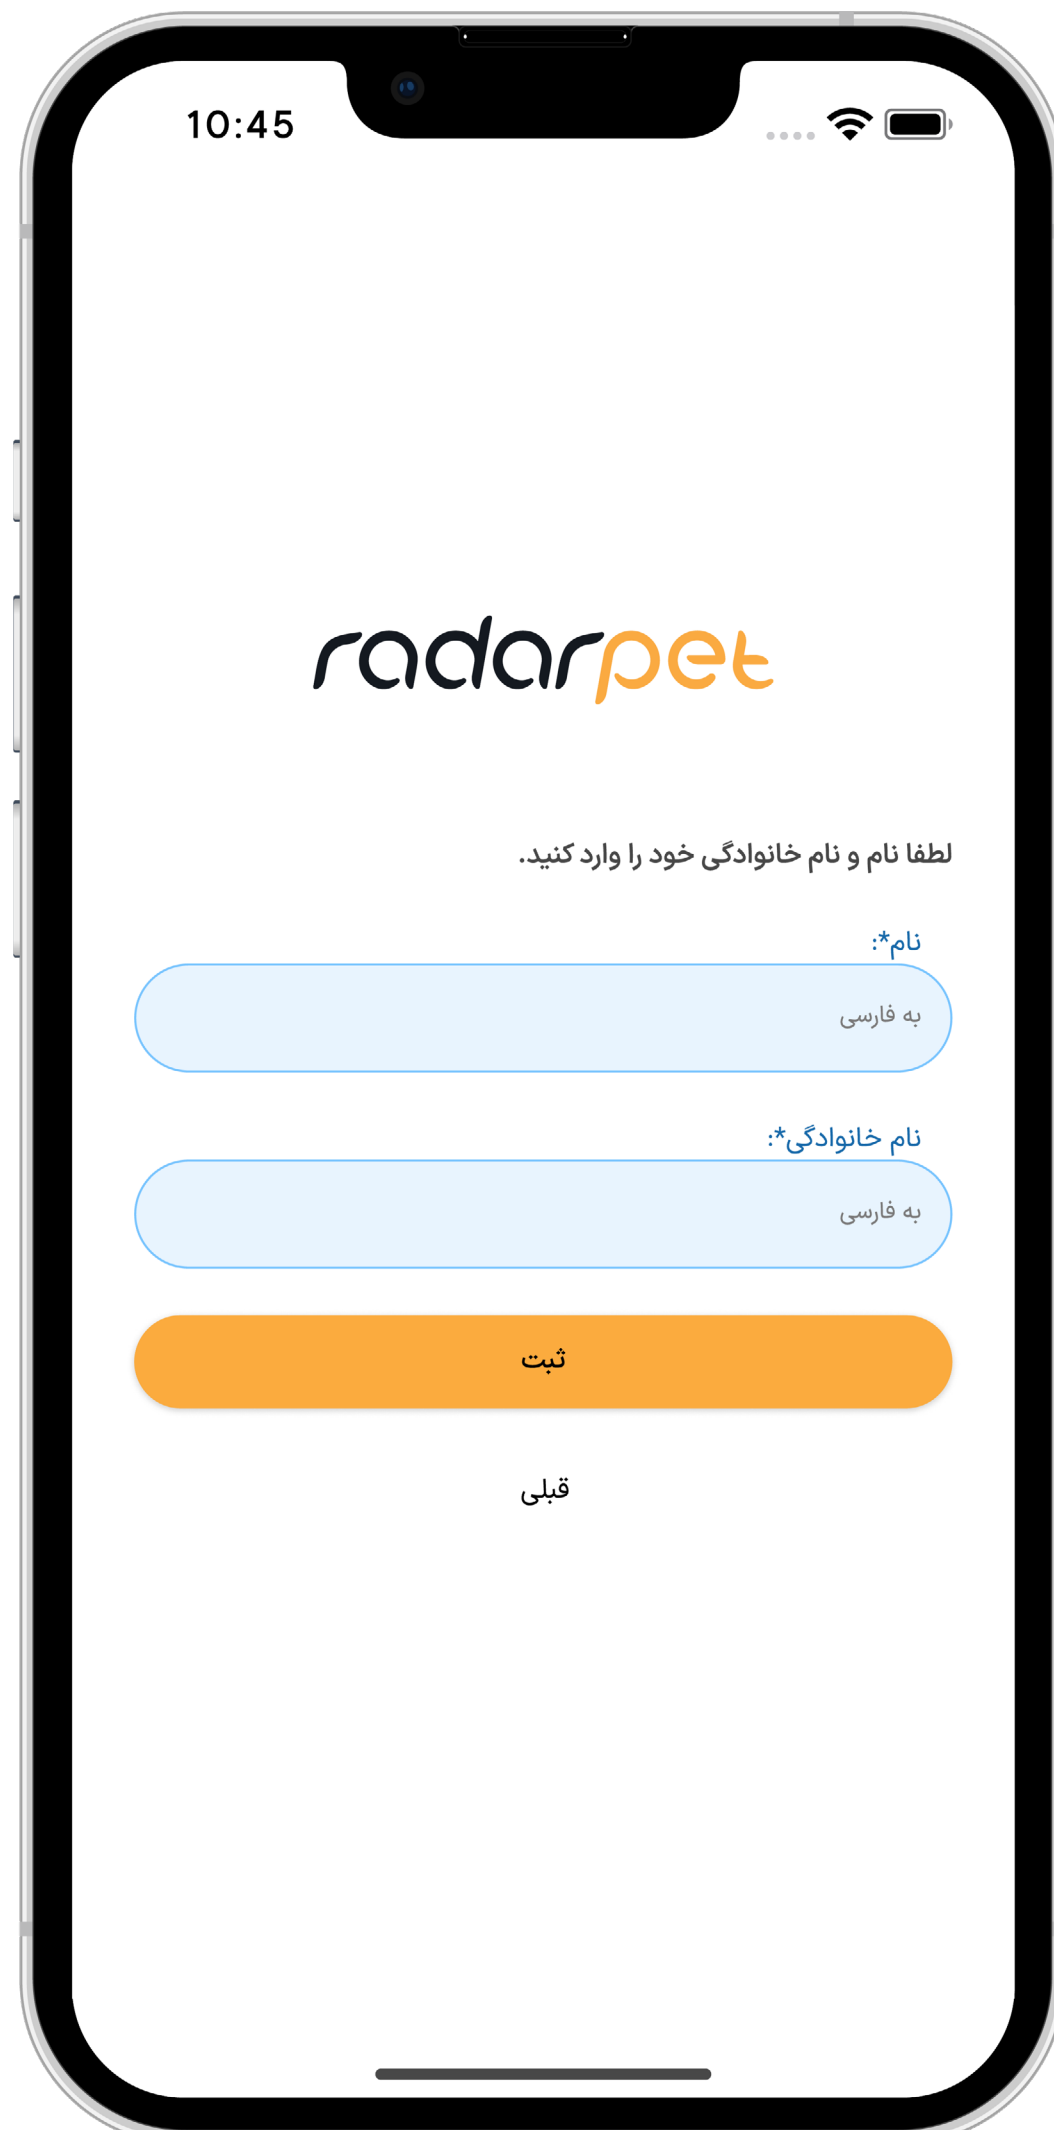 10:45
radarpet
لطفا نام و نام خانوادگی خود را وارد کنید.
نام*:
به فارسی
نام خانوادگی*:
به فارسی
ثبت
قبلی